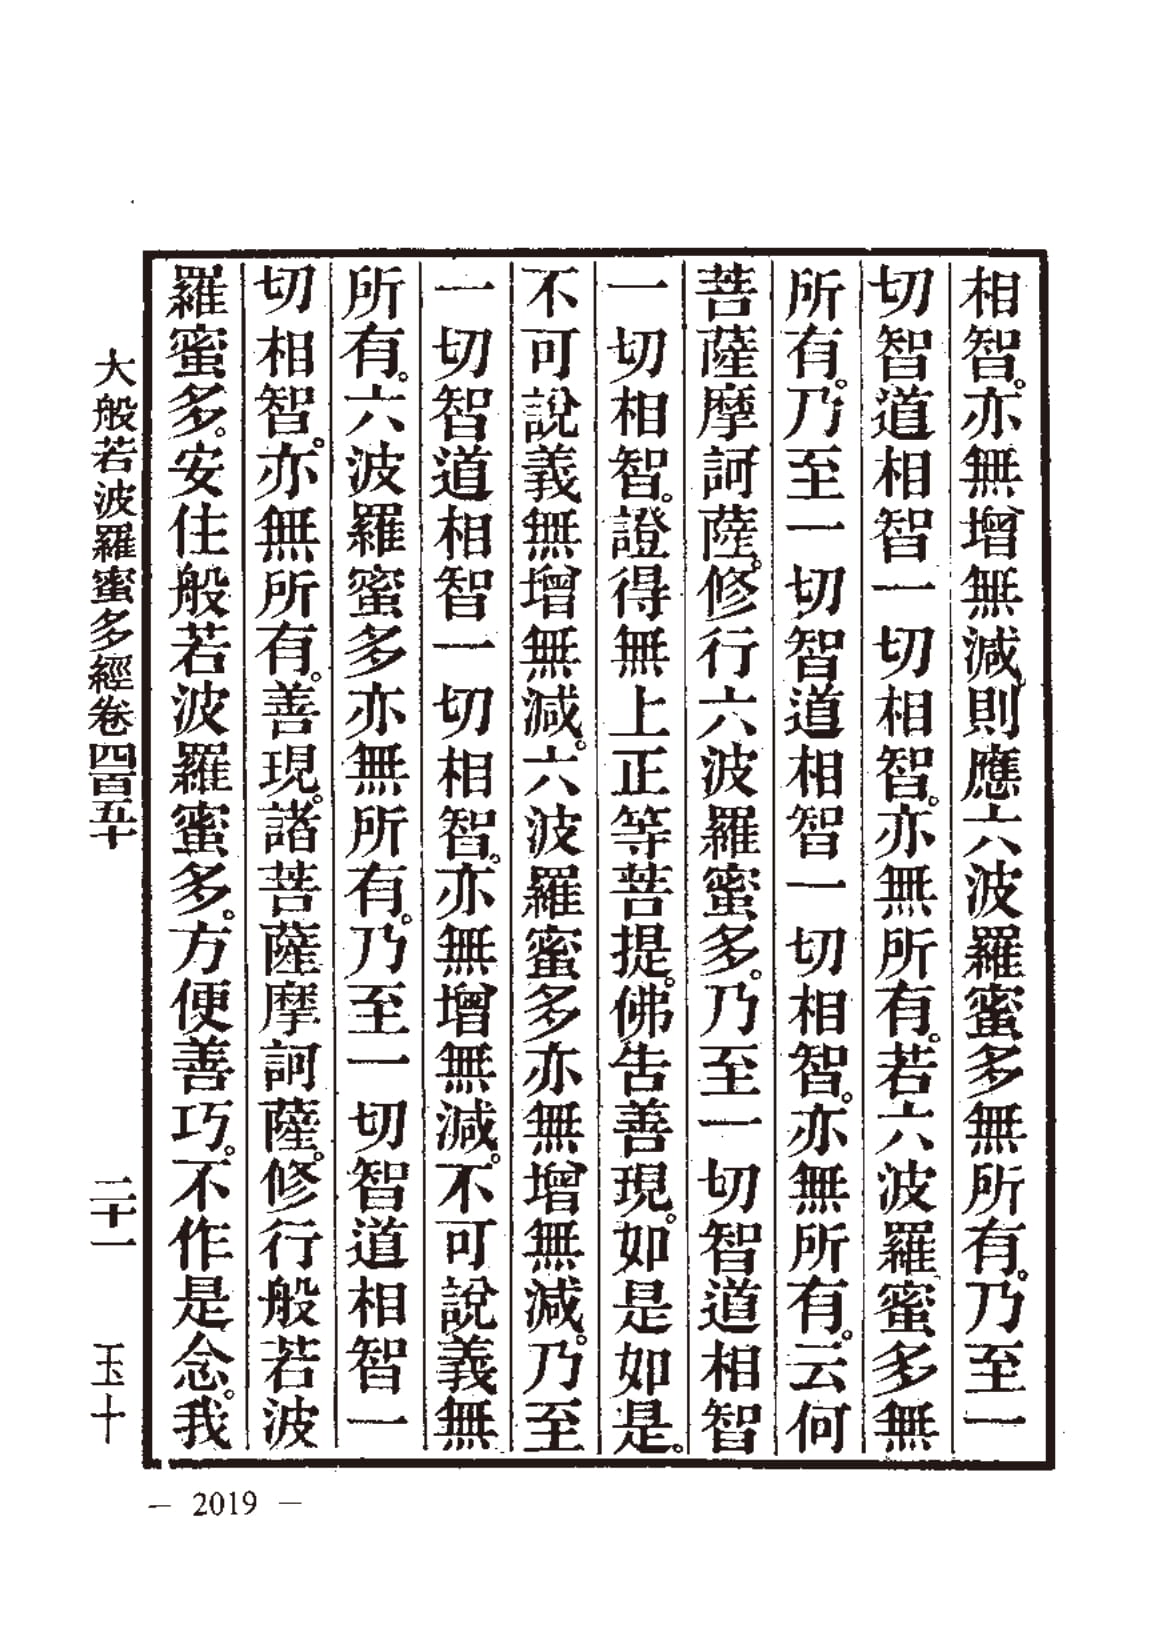 相智。亦無增無減。則應六波羅蜜多無所有。乃至一
切智道相智一切相智。亦無所有。若六波羅蜜多無
所有。乃至一切智道相智一切相智。亦無所有。云何
菩薩摩訶薩。修行六波羅蜜多。乃至一切智道相智
一切相智。證得無上正等菩提。佛告善現。如是如是。
不可說義無增無減。六波羅蜜多亦無增無減。乃至
一切智道相智一切相智。亦無增無減。不可說義無
所有。六波羅蜜多亦無所有。乃至一切智道相智一
切相智。亦無所有。善現。諸菩薩摩訶薩。修行般若波
羅蜜多。安住般若波羅蜜多。方便善巧。不作是念。我
大般若波羅蜜多經卷四百五十 二十一 玉十
— 2019 —